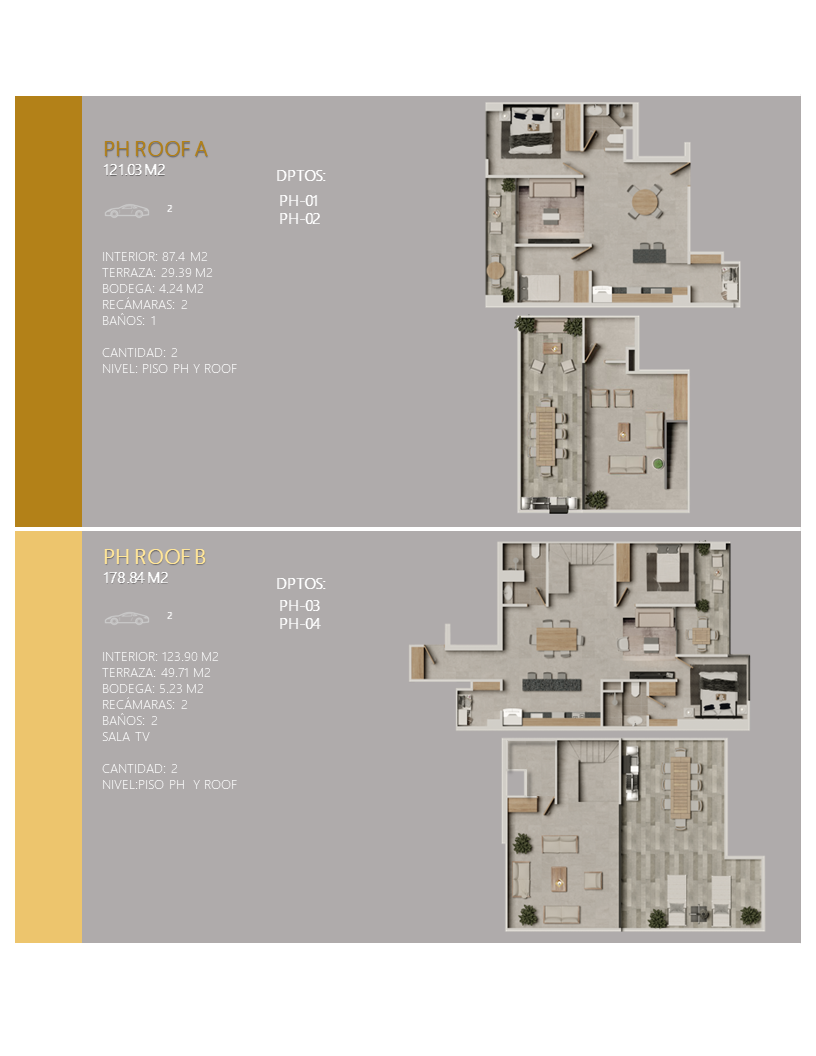 PH ROOF A
121.03 M2
DPTOS:
PH-01
PH-02
2
INTERIOR: 87.4 M2
TERRAZA: 29.39 M2
BODEGA: 4.24 M2
RECÁMARAS: 2
BAÑOS: 1
CANTIDAD: 2
NIVEL: PISO PH Y ROOF
PH ROOF B
178.84 M2
DPTOS:
PH-03
PH-04
2
INTERIOR: 123.90 M2
TERRAZA: 49.71 M2
BODEGA: 5.23 M2
RECÁMARAS: 2
BAÑOS: 2
SALA TV
CANTIDAD: 2
NIVEL:PISO PH Y ROOF